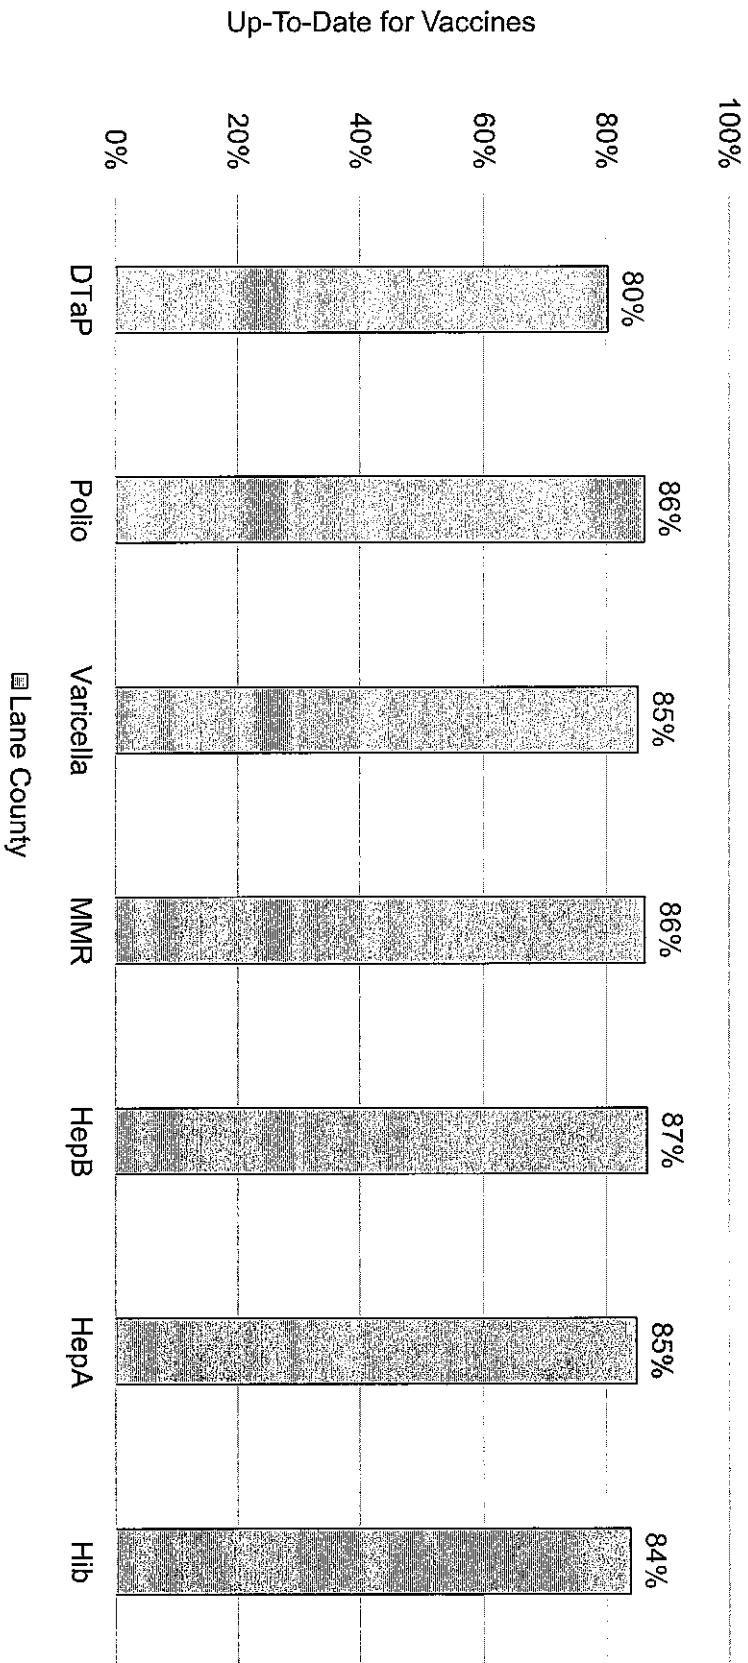 Up-To-Date for Vaccines
100%
80%
60%
40%
20%
0%
80%
86%
85%
86%
87%
85%
84%
DTaP
Polio
Varicella
MMR
HepB
HepA
Hib
Lane County